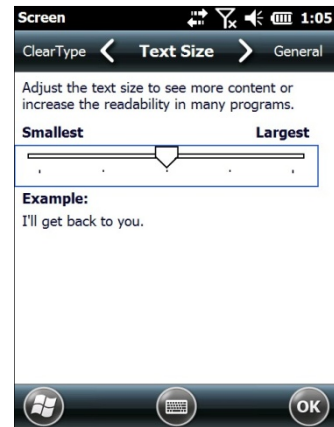 Screen 1:05
ClearType Text Size General
Adjust the text size to see more content or
increase the readability in many programs.
Smallest Largest
Example:
I'll get back to you.
OK